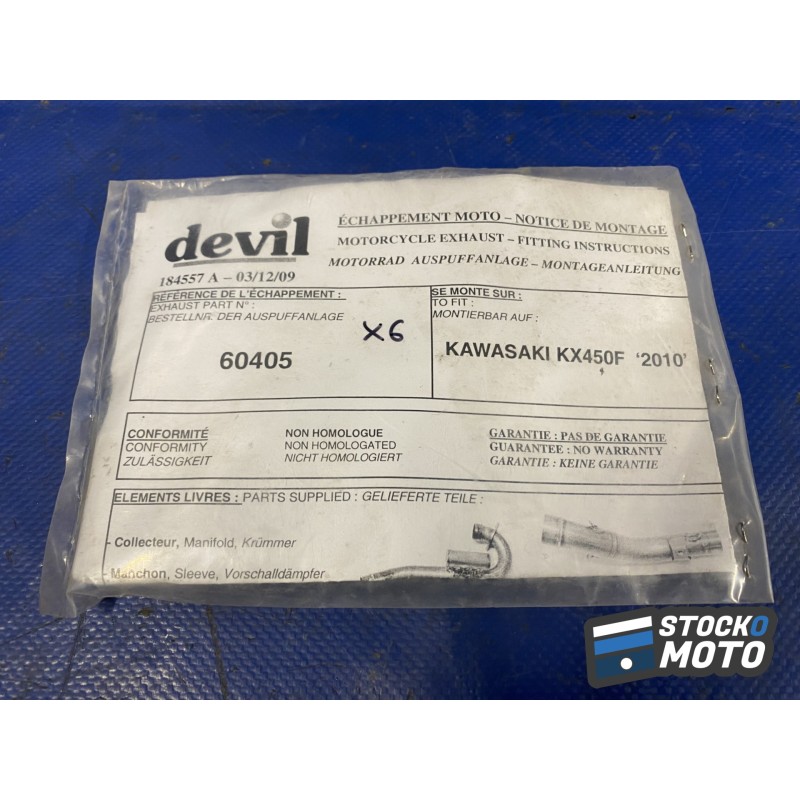 devil
184557 A – 03/12/09
ÉCHAPPEMENT MOTO – NOTICE DE MONTAGE
MOTORCYCLE EXHAUST – FITTING INSTRUCTIONS
MOTORRAD AUSPUFFANLAGE – MONTAGEANLEITUNG
RÉFÉRENCE DE L'ÉCHAPPEMENT :
EXHAUST PART N° :
BESTELLNR. DER AUSPUFFANLAGE
X6
60405
SE MONTE SUR :
TO FIT :
MONTIERBAR AUF :
KAWASAKI KX450F '2010'
CONFORMITÉ NON HOMOLOGUE GARANTIE : PAS DE GARANTIE
CONFORMITY NON HOMOLOGATED GUARANTEE : NO WARRANTY
ZULÄSSIGKEIT NICHT HOMOLOGIERT GARANTIE : KEINE GARANTIE
ELEMENTS LIVRES : PARTS SUPPLIED : GELIEFERTE TEILE :
- Collecteur, Manifold, Krümmer
- Manchon, Sleeve, Vorschalldämpfer
STOCKO
MOTO